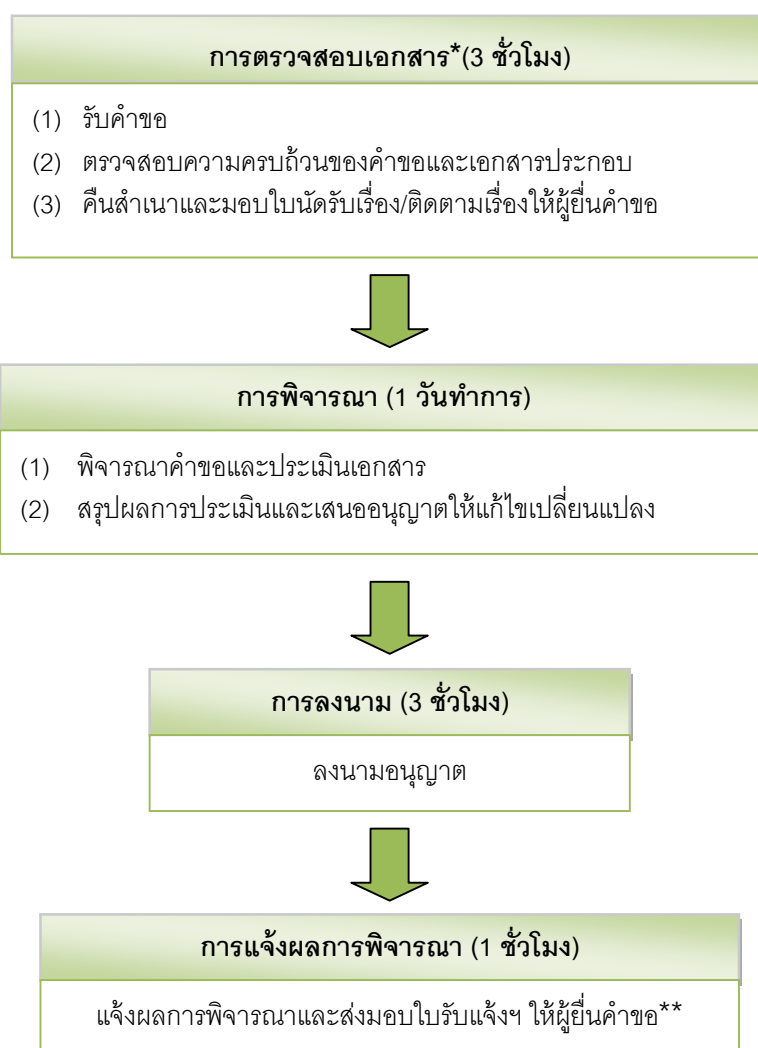 การตรวจสอบเอกสาร*(3 ชั่วโมง)
(1) รับคำขอ
(2) ตรวจสอบความครบถ้วนของคำขอและเอกสารประกอบ
(3) คืนสำเนาและมอบใบนัดรับเรื่อง/ติดตามเรื่องให้ผู้ยื่นคำขอ
การพิจารณา (1 วันทำการ)
(1) พิจารณาคำขอและประเมินเอกสาร
(2) สรุปผลการประเมินและเสนออนุญาตให้แก้ไขเปลี่ยนแปลง
การลงนาม (3 ชั่วโมง)
ลงนามอนุญาต
การแจ้งผลการพิจารณา (1 ชั่วโมง)
แจ้งผลการพิจารณาและส่งมอบใบรับแจ้งฯ ให้ผู้ยื่นคำขอ**